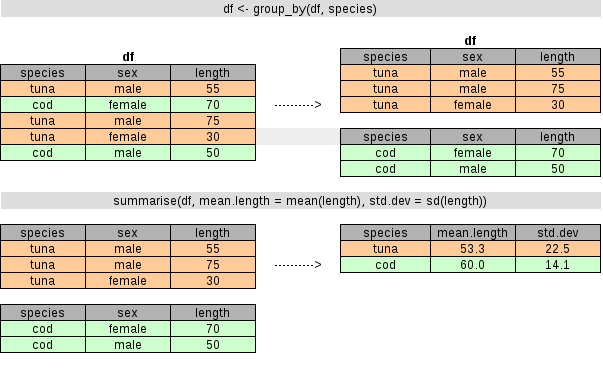 df <- group_by(df, species)
df
species sex length
tuna male 55
cod female 70
tuna male 75
tuna female 30
cod male 50
---------->
df
species sex length
tuna male 55
tuna male 75
tuna female 30
species sex length
cod female 70
cod male 50
summarise(df, mean.length = mean(length), std.dev = sd(length))
species sex length
tuna male 55
tuna male 75
tuna female 30
species sex length
cod female 70
cod male 50
---------->
species mean.length std.dev
tuna 53.3 22.5
cod 60.0 14.1